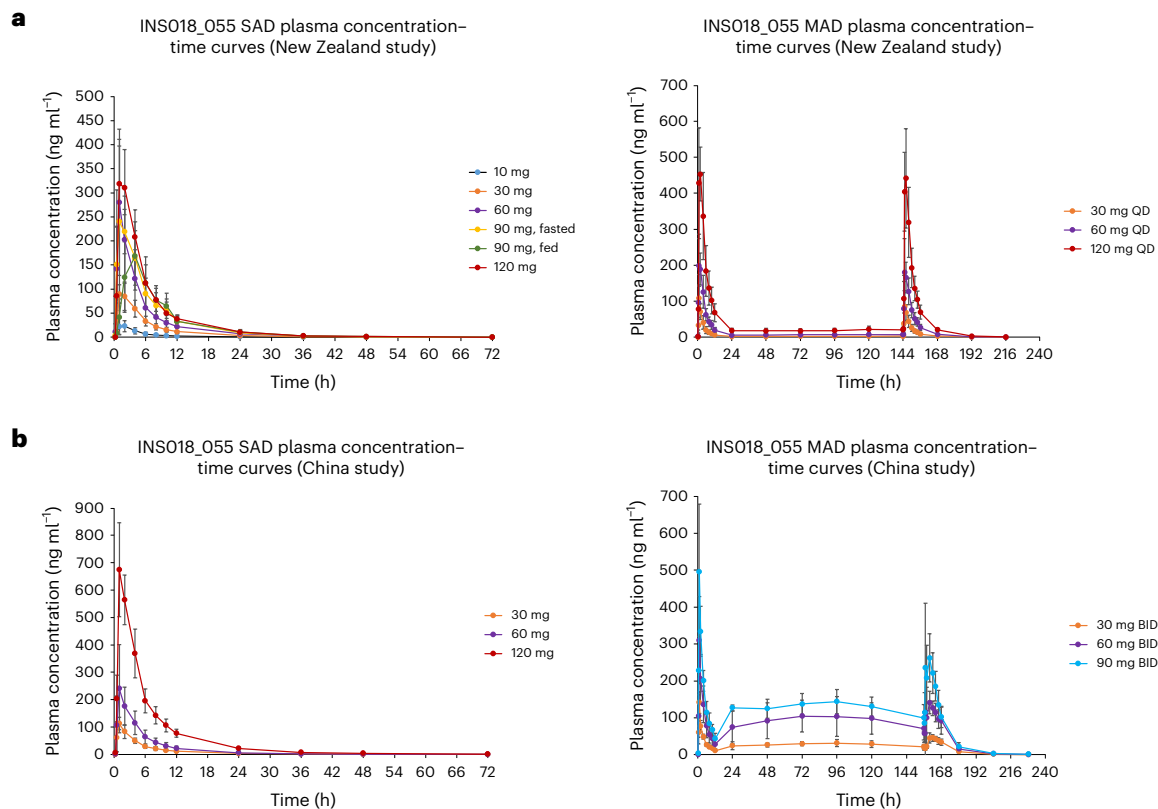 a
INS018_055 SAD plasma concentration–
time curves (New Zealand study)
Plasma concentration (ng ml⁻¹)
500
450
400
350
300
250
200
150
100
50
0
0 6 12 18 24 30 36 42 48 54 60 66 72
Time (h)
10 mg
30 mg
60 mg
90 mg, fasted
90 mg, fed
120 mg
INS018_055 MAD plasma concentration–
time curves (New Zealand study)
Plasma concentration (ng ml⁻¹)
700
600
500
400
300
200
100
0
0 24 48 72 96 120 144 168 192 216 240
Time (h)
30 mg QD
60 mg QD
120 mg QD
b
INS018_055 SAD plasma concentration–
time curves (China study)
Plasma concentration (ng ml⁻¹)
900
800
700
600
500
400
300
200
100
0
0 6 12 18 24 30 36 42 48 54 60 66 72
Time (h)
30 mg
60 mg
120 mg
INS018_055 MAD plasma concentration–
time curves (China study)
Plasma concentration (ng ml⁻¹)
700
600
500
400
300
200
100
0
0 24 48 72 96 120 144 168 192 216 240
Time (h)
30 mg BID
60 mg BID
90 mg BID